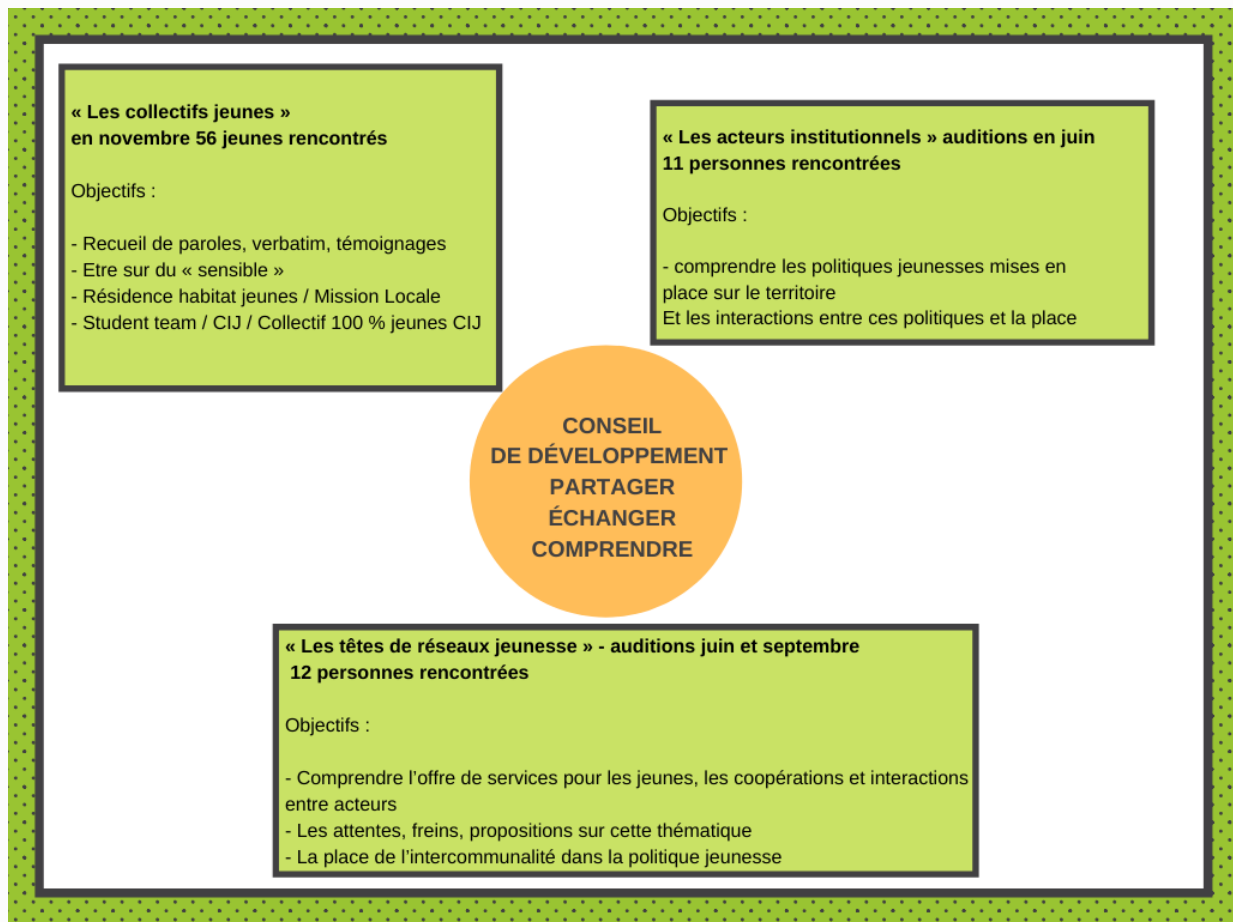 « Les collectifs jeunes »
en novembre 56 jeunes rencontrés
Objectifs :
- Recueil de paroles, verbatim, témoignages
- Etre sur du « sensible »
- Résidence habitat jeunes / Mission Locale
- Student team / CIJ / Collectif 100 % jeunes CIJ
« Les acteurs institutionnels » auditions en juin
11 personnes rencontrées
Objectifs :
- comprendre les politiques jeunesses mises en
place sur le territoire
Et les interactions entre ces politiques et la place
CONSEIL
DE DÉVELOPPEMENT
PARTAGER
ÉCHANGER
COMPRENDRE
« Les têtes de réseaux jeunesse » - auditions juin et septembre
12 personnes rencontrées
Objectifs :
- Comprendre l’offre de services pour les jeunes, les coopérations et interactions
entre acteurs
- Les attentes, freins, propositions sur cette thématique
- La place de l’intercommunalité dans la politique jeunesse